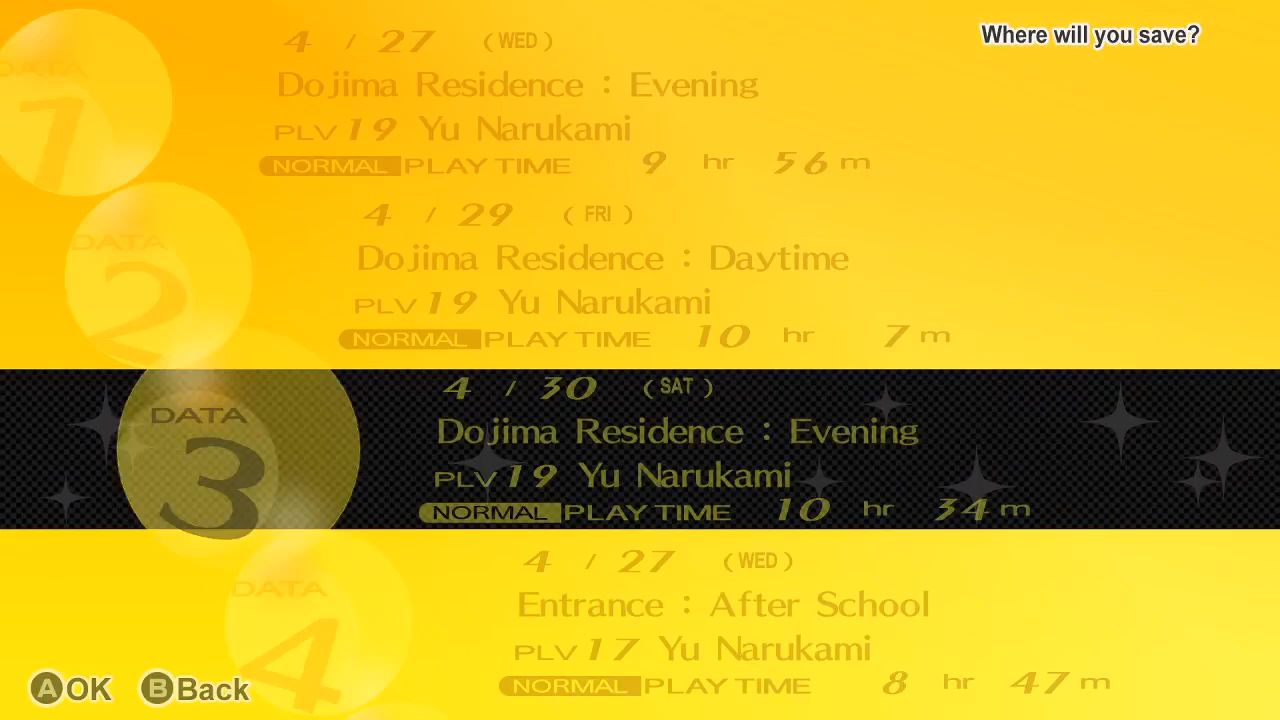 Where will you save?
DATA
1
4 / 27 (WED)
Dojima Residence : Evening
PLV 19 Yu Narukami
NORMAL PLAY TIME 9 hr 56 m
DATA
2
4 / 29 (FRI)
Dojima Residence : Daytime
PLV 19 Yu Narukami
NORMAL PLAY TIME 10 hr 7 m
DATA
3
4 / 30 (SAT)
Dojima Residence : Evening
PLV 19 Yu Narukami
NORMAL PLAY TIME 10 hr 34 m
DATA
4
4 / 27 (WED)
Entrance : After School
PLV 17 Yu Narukami
NORMAL PLAY TIME 8 hr 47 m
A OK B Back